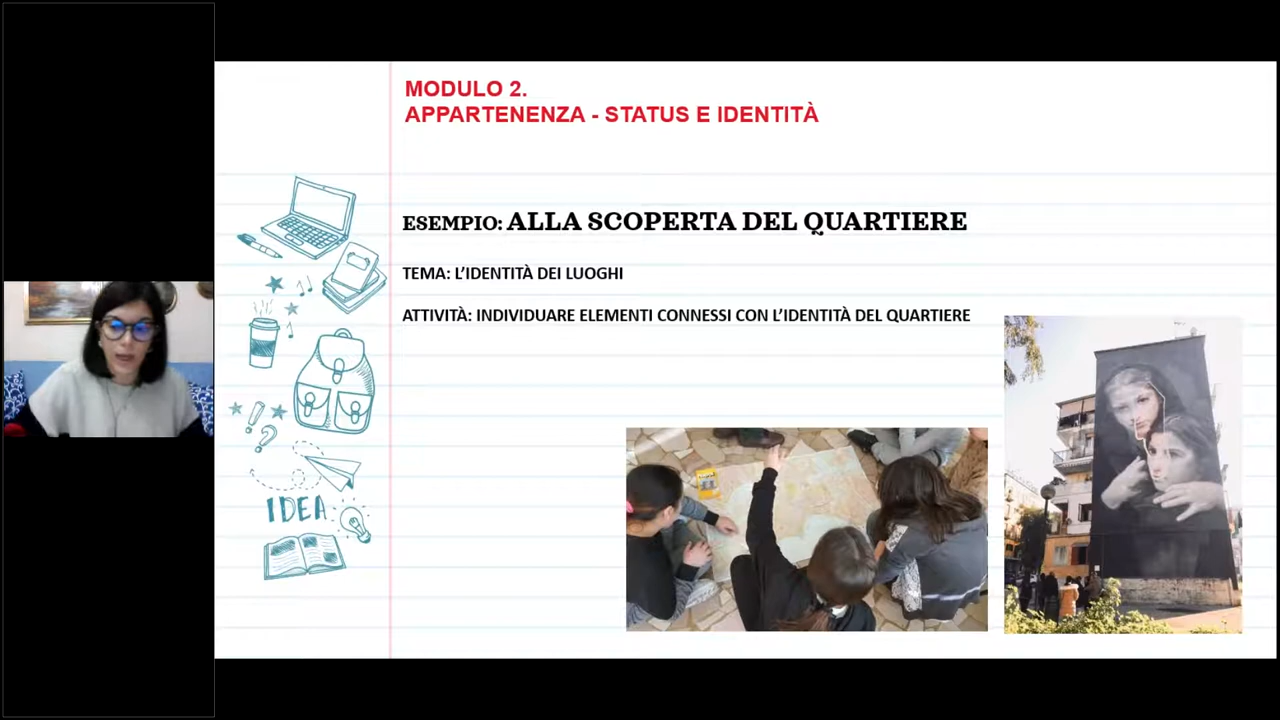 MODULO 2.
APPARTENENZA - STATUS E IDENTITÀ
ESEMPIO: ALLA SCOPERTA DEL QUARTIERE
TEMA: L'IDENTITÀ DEI LUOGHI
ATTIVITÀ: INDIVIDUARE ELEMENTI CONNESSI CON L'IDENTITÀ DEL QUARTIERE
IDEA